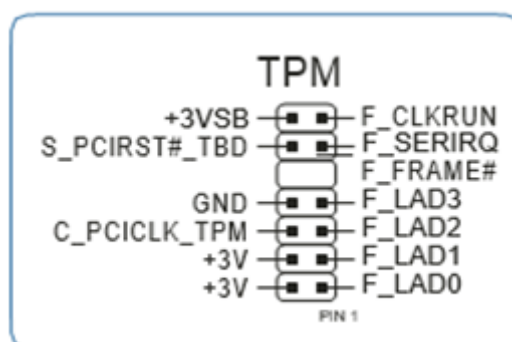 TPM
+3VSB F_CLKRUN
S_PCIRST#_TBD F_SERIRQ
F_FRAME#
GND F_LAD3
C_PCICLK_TPM F_LAD2
+3V F_LAD1
+3V F_LAD0
PIN 1